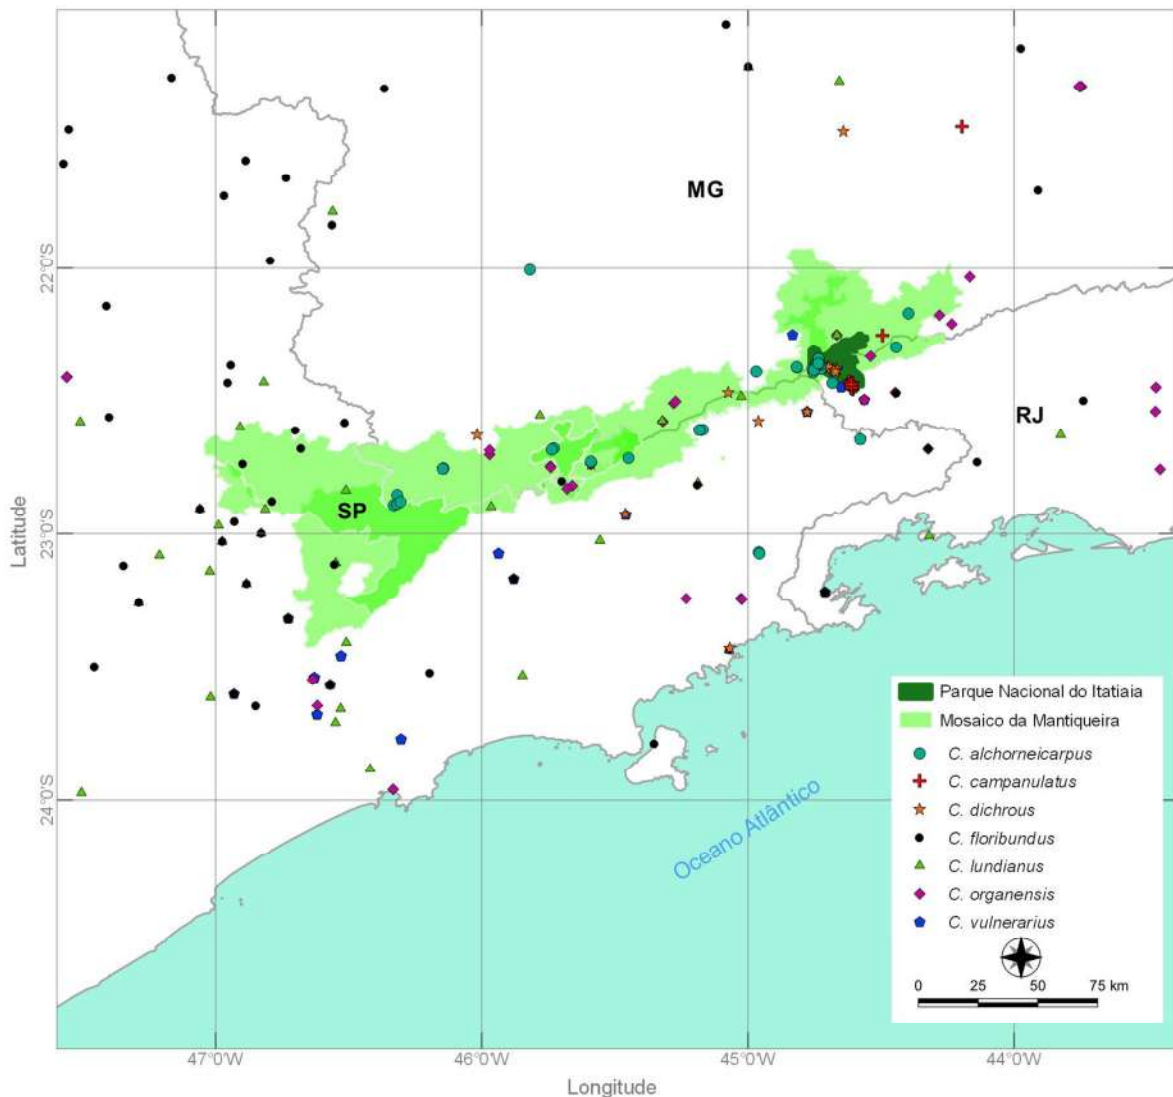 MG
22°0'S
RJ
Latitude
SP
23°0'S
24°0'S
Oceano Atlântico
Parque Nacional do Itatiaia
Mosaico da Mantiqueira
C. alchorneicarpus
C. campanulatus
C. dichrous
C. floribundus
C. lundianus
C. organensis
C. vulnerarius
0 25 50 75 km
47°0'W 46°0'W 45°0'W 44°0'W
Longitude